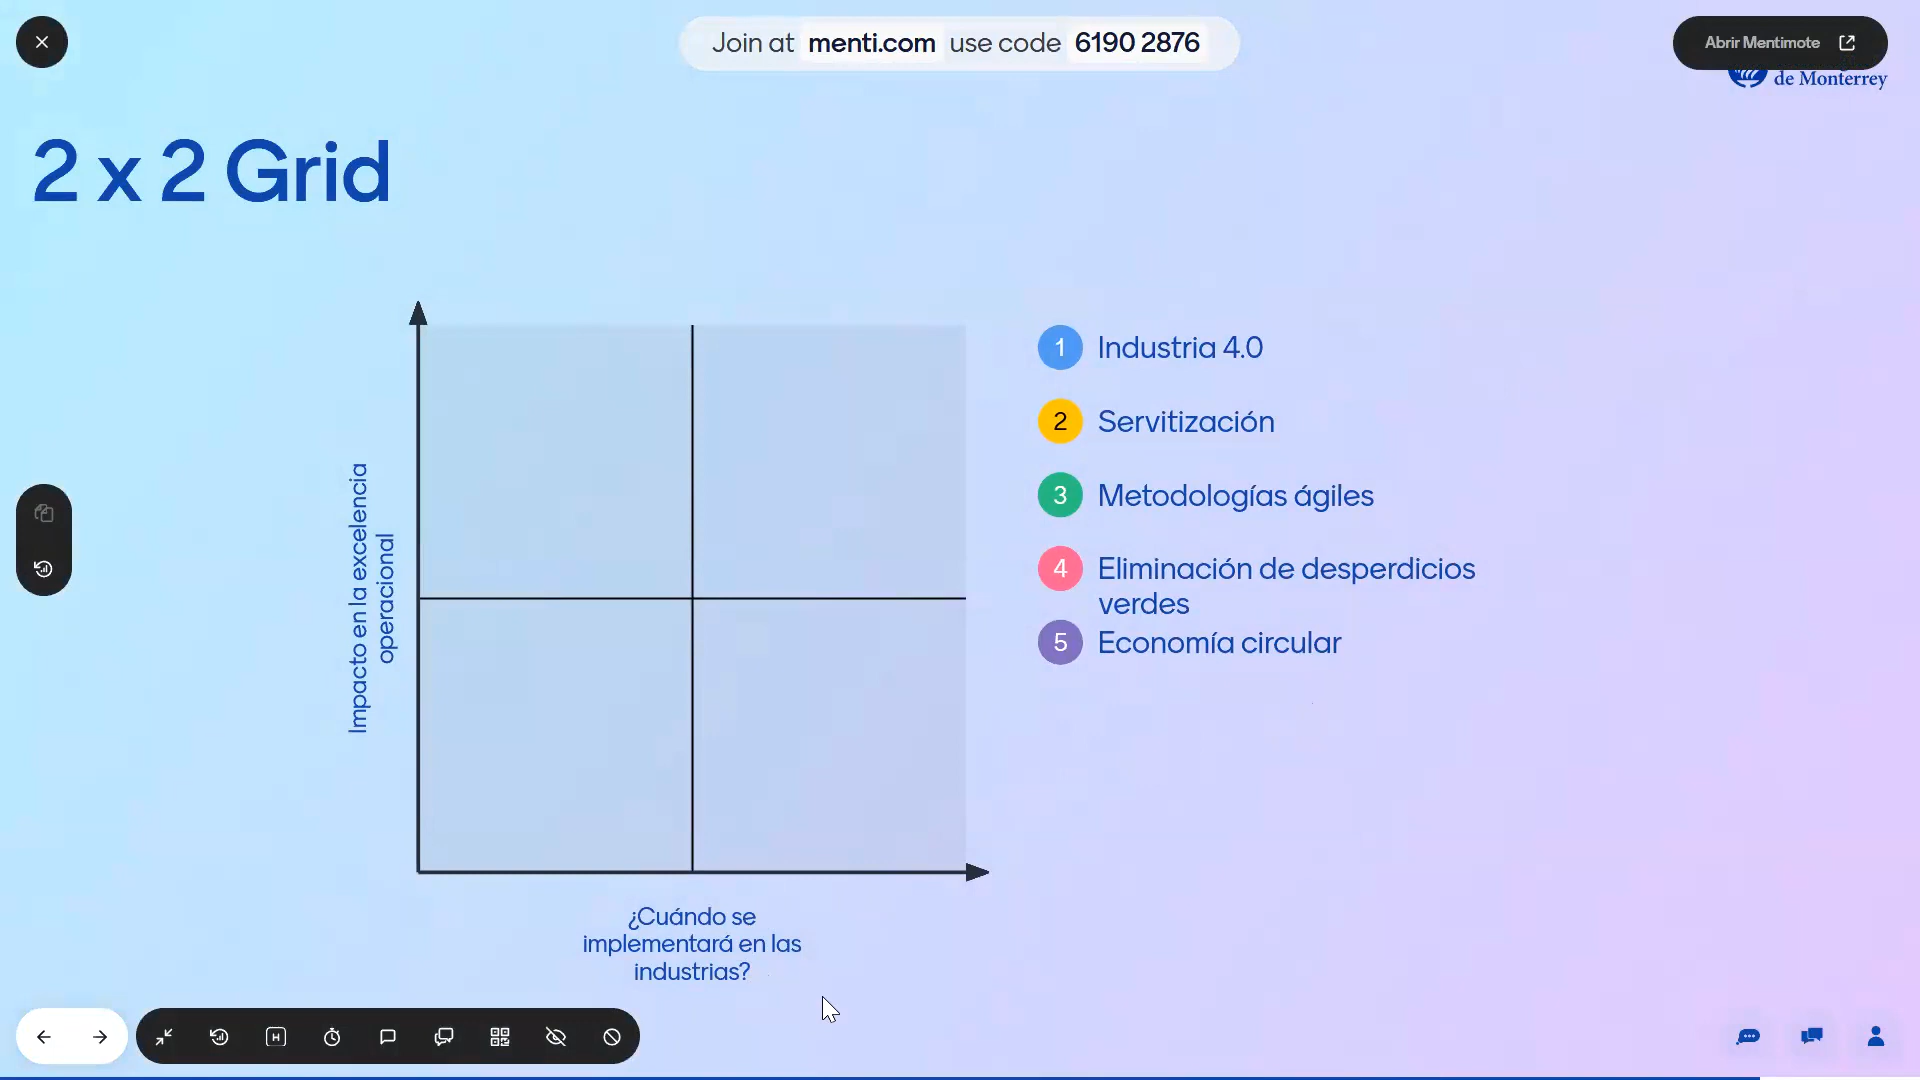 Join at menti.com use code 6190 2876
Abrir Mentimote
de Monterrey
2 x 2 Grid
Impacto en la excelencia
operacional
1 Industria 4.0
2 Servitización
3 Metodologías ágiles
4 Eliminación de desperdicios
verdes
5 Economía circular
¿Cuándo se
implementará en las
industrias?
H